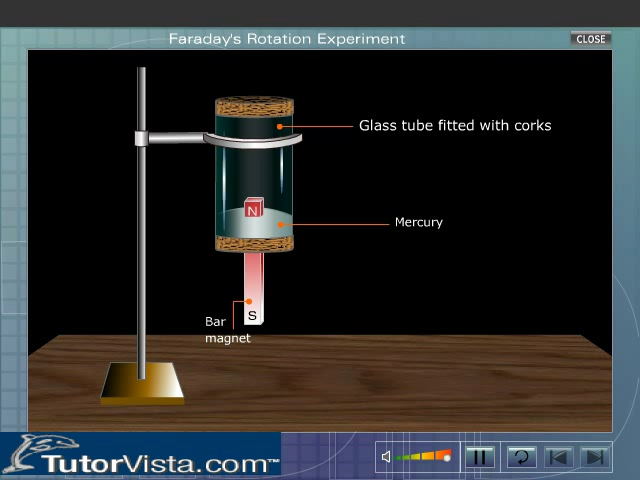 Faraday's Rotation Experiment
CLOSE
Glass tube fitted with corks
N
Mercury
S
Bar
magnet
TutorVista.com™